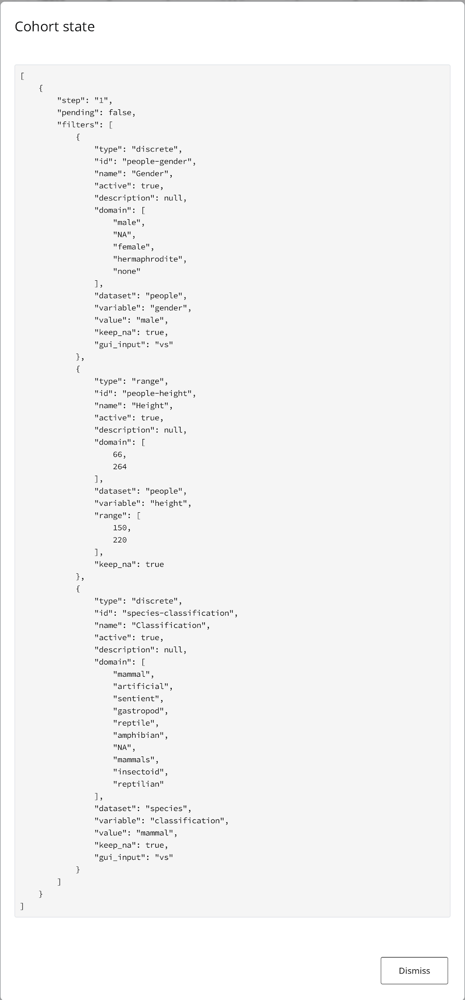 Cohort state
[
    {
        "step": "1",
        "pending": false,
        "filters": [
            {
                "type": "discrete",
                "id": "people-gender",
                "name": "Gender",
                "active": true,
                "description": null,
                "domain": [
                    "male",
                    "NA",
                    "female",
                    "hermaphrodite",
                    "none"
                ],
                "dataset": "people",
                "variable": "gender",
                "value": "male",
                "keep_na": true,
                "gui_input": "vs"
            },
            {
                "type": "range",
                "id": "people-height",
                "name": "Height",
                "active": true,
                "description": null,
                "domain": [
                    66,
                    264
                ],
                "dataset": "people",
                "variable": "height",
                "range": [
                    150,
                    220
                ],
                "keep_na": true
            },
            {
                "type": "discrete",
                "id": "species-classification",
                "name": "Classification",
                "active": true,
                "description": null,
                "domain": [
                    "mammal",
                    "artificial",
                    "sentient",
                    "gastropod",
                    "reptile",
                    "amphibian",
                    "NA",
                    "mammals",
                    "insectoid",
                    "reptilian"
                ],
                "dataset": "species",
                "variable": "classification",
                "value": "mammal",
                "keep_na": true,
                "gui_input": "vs"
            }
        ]
    }
]
Dismiss